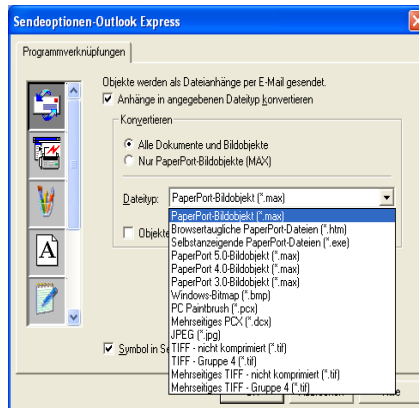 Sendeoptionen-Outlook Express
Programmverknüpfungen
Objekte werden als Dateianhänge per E-Mail gesendet.
Anhänge in angegebenen Dateityp konvertieren
Konvertieren
Alle Dokumente und Bildobjekte
Nur PaperPort-Bildobjekte (MAX)
Dateityp: PaperPort-Bildobjekt (*.max)
PaperPort-Bildobjekt (*.max)
Browsertaugliche PaperPort-Dateien (*.htm)
Selbstanzeigende PaperPort-Dateien (*.exe)
Objekte
PaperPort 5.0-Bildobjekt (*.max)
PaperPort 4.0-Bildobjekt (*.max)
PaperPort 3.0-Bildobjekt (*.max)
Windows-Bitmap (*.bmp)
PC Paintbrush (*.pcx)
Mehrseitiges PCX (*.dcx)
JPEG (*.jpg)
Symbol in S
TIFF - nicht komprimiert (*.tif)
TIFF - Gruppe 4 (*.tif)
Mehrseitiges TIFF - nicht komprimiert (*.tif)
Mehrseitiges TIFF - Gruppe 4 (*.tif)